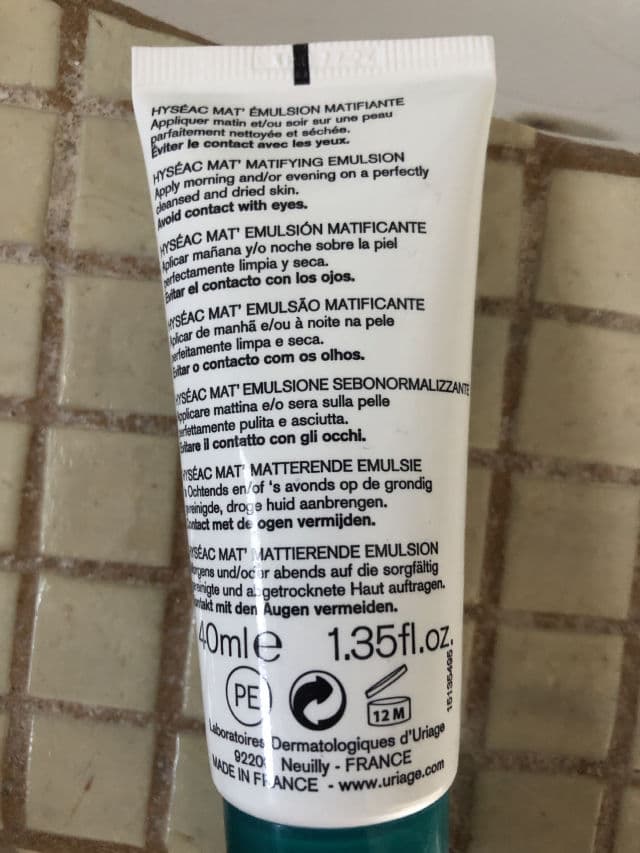 HYSÉAC MAT' ÉMULSION MATIFIANTE
Appliquer matin et/ou soir sur une peau
parfaitement nettoyée et séchée.
Éviter le contact avec les yeux.
HYSÉAC MAT' MATIFYING EMULSION
Apply morning and/or evening on a perfectly
cleansed and dried skin.
Avoid contact with eyes.
HYSÉAC MAT' EMULSIÓN MATIFICANTE
Aplicar mañana y/o noche sobre la piel
perfectamente limpia y seca.
Evitar el contacto con los ojos.
HYSÉAC MAT' EMULSÃO MATIFICANTE
Aplicar de manhã e/ou à noite na pele
perfeitamente limpa e seca.
Evitar o contacto com os olhos.
HYSÉAC MAT' EMULSIONE SEBONORMALIZZANTE
Applicare mattina e/o sera sulla pelle
perfettamente pulita e asciutta.
Evitare il contatto con gli occhi.
HYSÉAC MAT' MATTERENDE EMULSIE
's Ochtends en/of 's avonds op de grondig
gereinigde, droge huid aanbrengen.
Contact met de ogen vermijden.
HYSÉAC MAT' MATTIERENDE EMULSION
Morgens und/oder abends auf die sorgfältig
gereinigte und abgetrocknete Haut auftragen.
Kontakt mit den Augen vermeiden.
40ml e 1.35fl.oz.
PE
12 M
15135495
Laboratoires Dermatologiques d'Uriage
Neuilly - FRANCE
MADE IN FRANCE - www.uriage.com